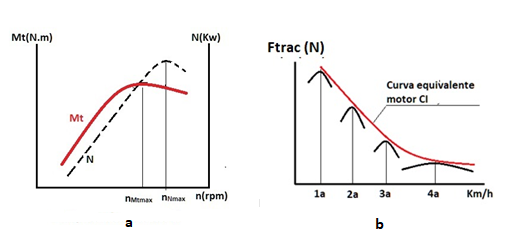 Mt(N.m)
N(Kw)
Mt
N
nMtmax
nNmax
n(rpm)
a
Ftrac (N)
Curva equivalente
motor CI
1a
2a
3a
4a
Km/h
b